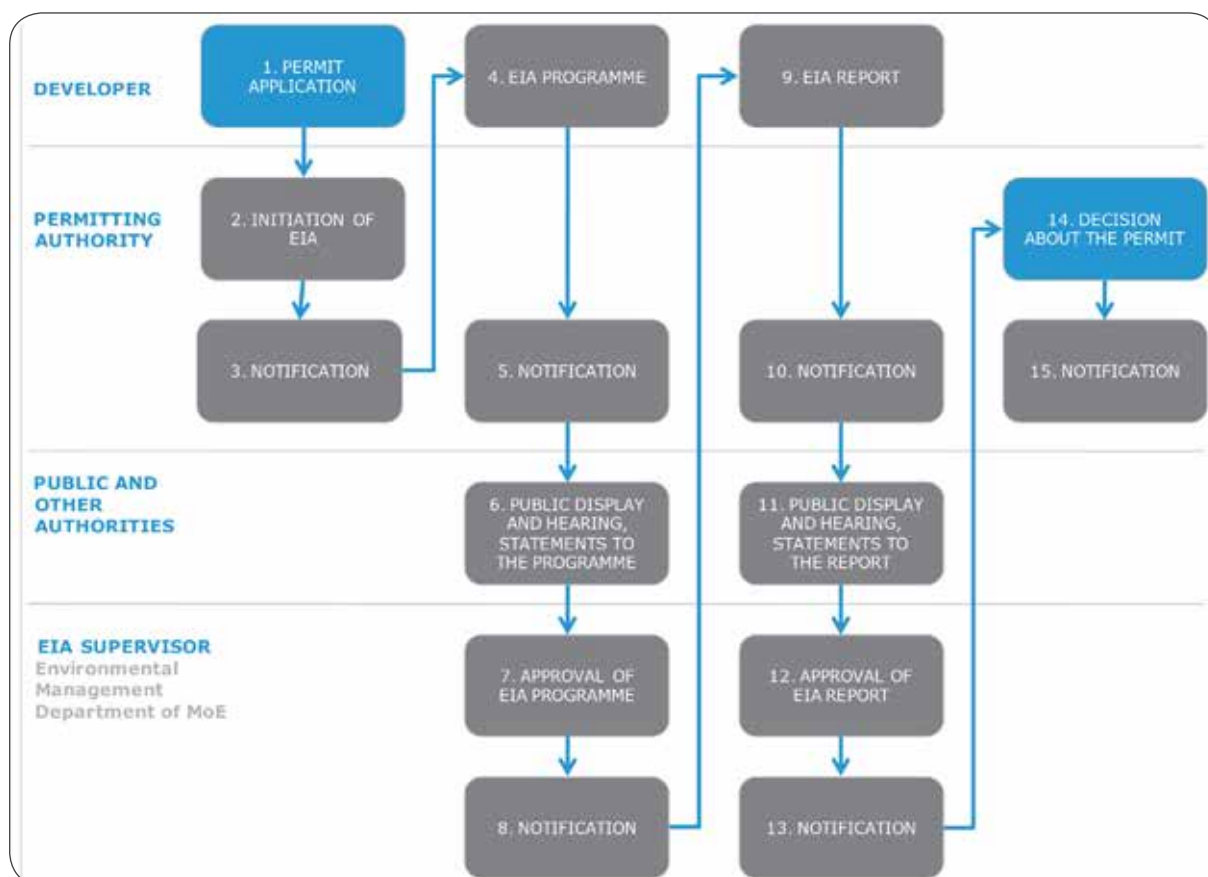 DEVELOPER
1. PERMIT
APPLICATION
4. EIA PROGRAMME
9. EIA REPORT
PERMITTING
AUTHORITY
2. INITIATION OF
EIA
14. DECISION
ABOUT THE PERMIT
3. NOTIFICATION
5. NOTIFICATION
10. NOTIFICATION
15. NOTIFICATION
PUBLIC AND
OTHER
AUTHORITIES
6. PUBLIC DISPLAY
AND HEARING,
STATEMENTS TO
THE PROGRAMME
11. PUBLIC DISPLAY
AND HEARING,
STATEMENTS TO
THE REPORT
EIA SUPERVISOR
Environmental
Management
Department of MoE
7. APPROVAL OF
EIA PROGRAMME
12. APPROVAL OF
EIA REPORT
8. NOTIFICATION
13. NOTIFICATION